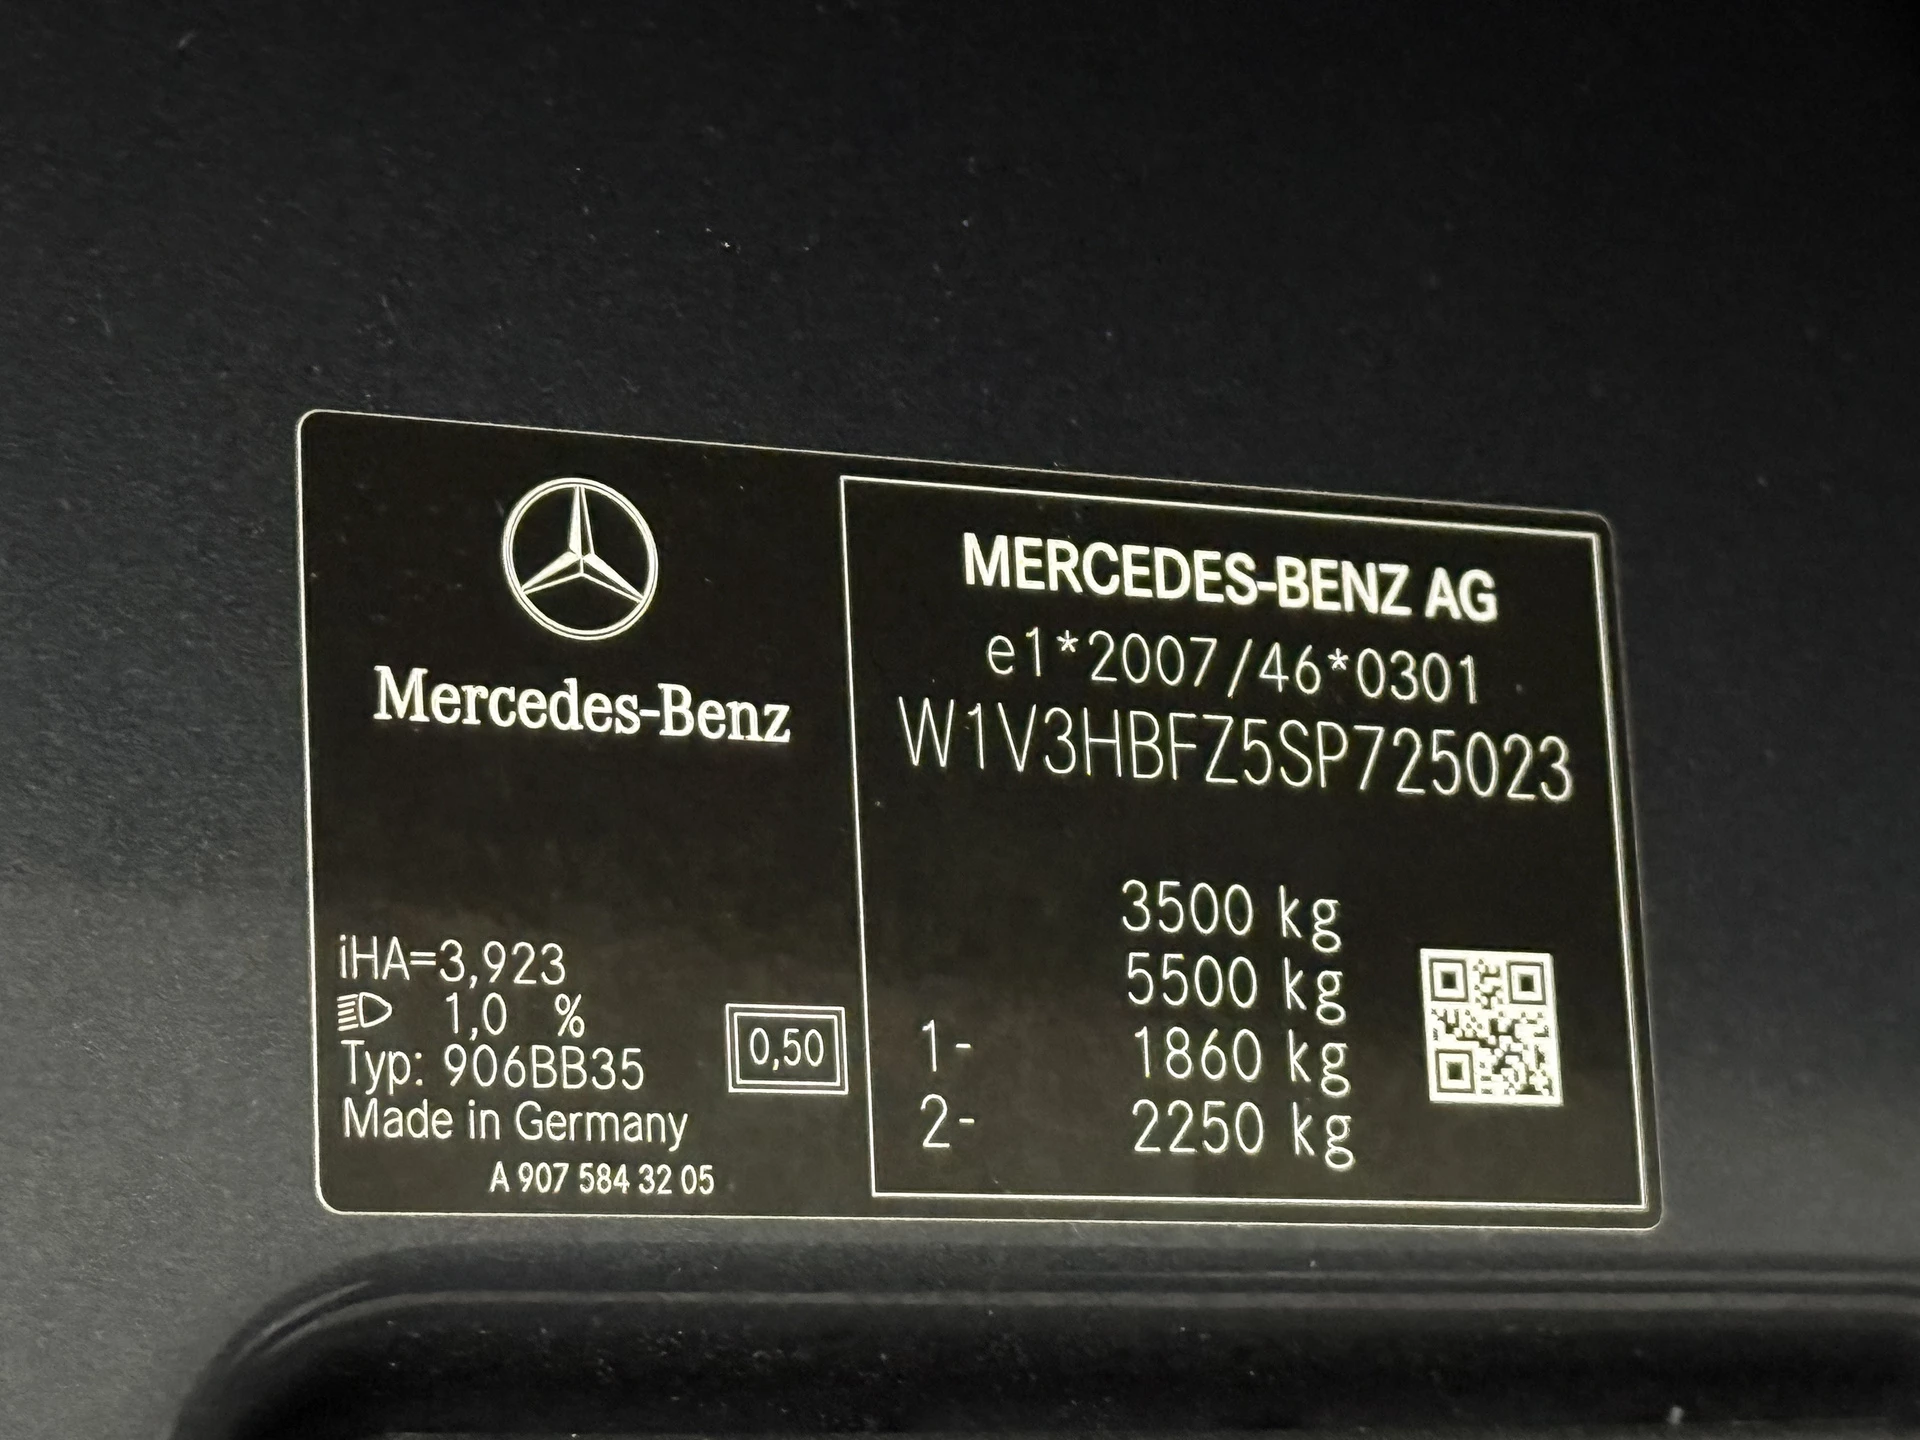 Mercedes-Benz
iHA=3,923
1,0 %
Typ: 906BB35
Made in Germany
A 907 584 32 05
0,50
MERCEDES-BENZ AG
e1*2007/46*0301
W1V3HBFZ5SP725023
3500 kg
5500 kg
1- 1860 kg
2- 2250 kg